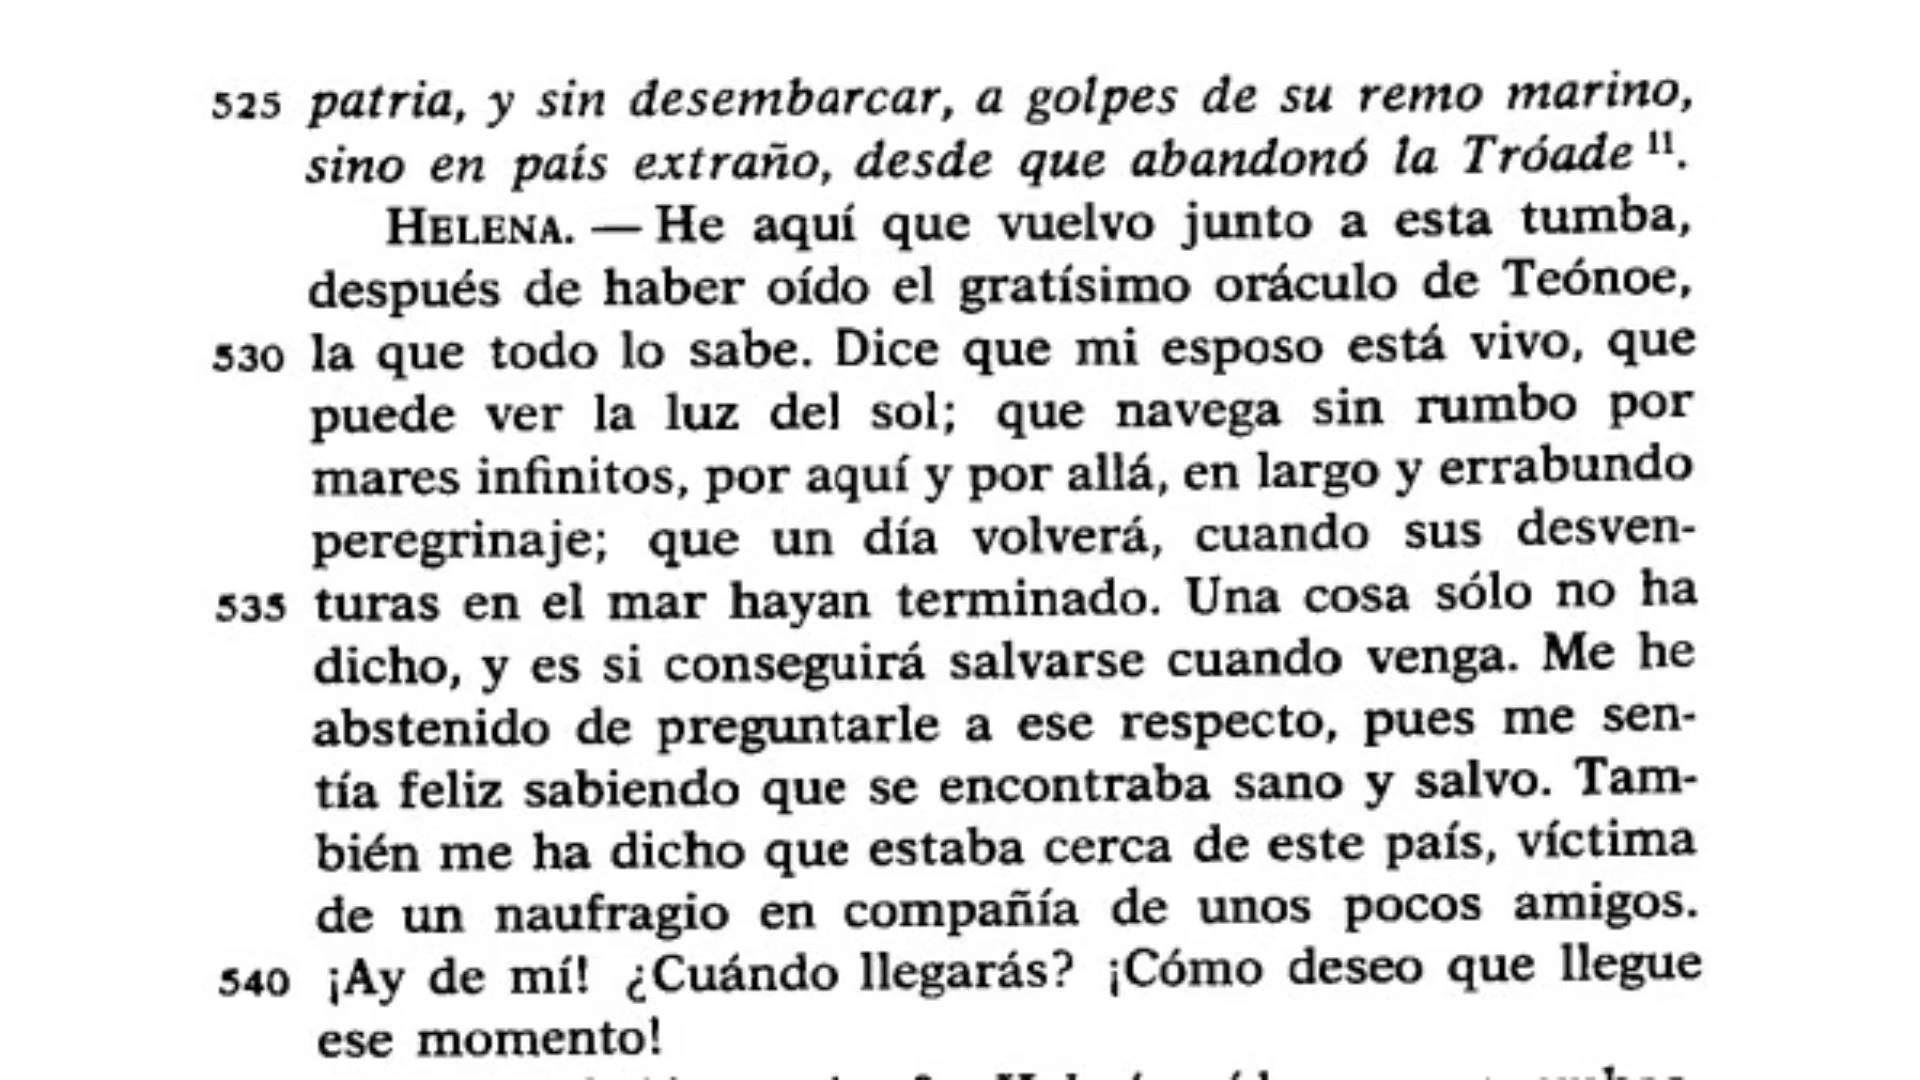 525 patria, y sin desembarcar, a golpes de su remo marino,
sino en país extraño, desde que abandonó la Tróade 11.
HELENA. — He aquí que vuelvo junto a esta tumba,
después de haber oído el gratísimo oráculo de Teónoe,
530 la que todo lo sabe. Dice que mi esposo está vivo, que
puede ver la luz del sol; que navega sin rumbo por
mares infinitos, por aquí y por allá, en largo y errabundo
peregrinaje; que un día volverá, cuando sus desven-
535 turas en el mar hayan terminado. Una cosa sólo no ha
dicho, y es si conseguirá salvarse cuando venga. Me he
abstenido de preguntarle a ese respecto, pues me sen-
tía feliz sabiendo que se encontraba sano y salvo. Tam-
bién me ha dicho que estaba cerca de este país, víctima
de un naufragio en compañía de unos pocos amigos.
540 ¡Ay de mí! ¿Cuándo llegarás? ¡Cómo deseo que llegue
ese momento!